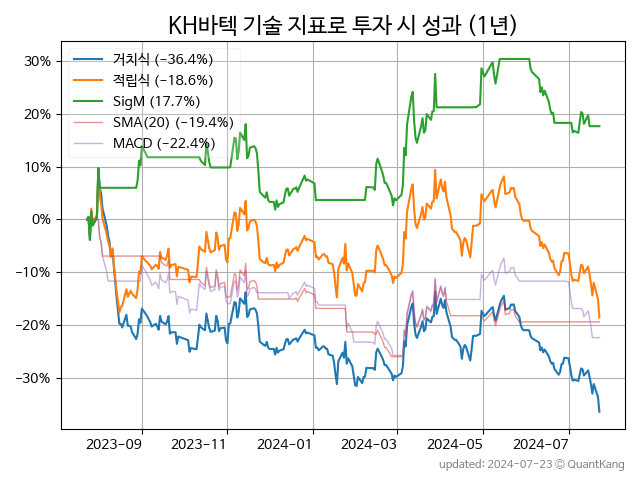 KH바텍 기술 지표로 투자 시 성과 (1년)
30%
20%
10%
0%
−10%
−20%
−30%
거치식 (−36.4%)
적립식 (−18.6%)
SigM (17.7%)
SMA(20) (−19.4%)
MACD (−22.4%)
2023−09
2023−11
2024−01
2024−03
2024−05
2024−07
updated: 2024−07−23 © QuantKang